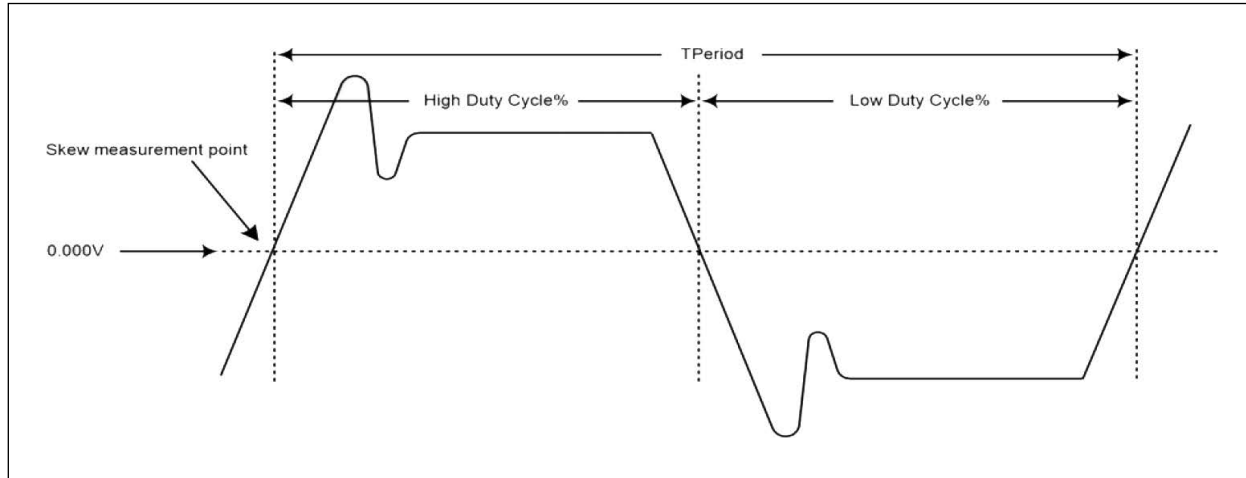 TPeriod
High Duty Cycle%
Low Duty Cycle%
Skew measurement point
0.000V